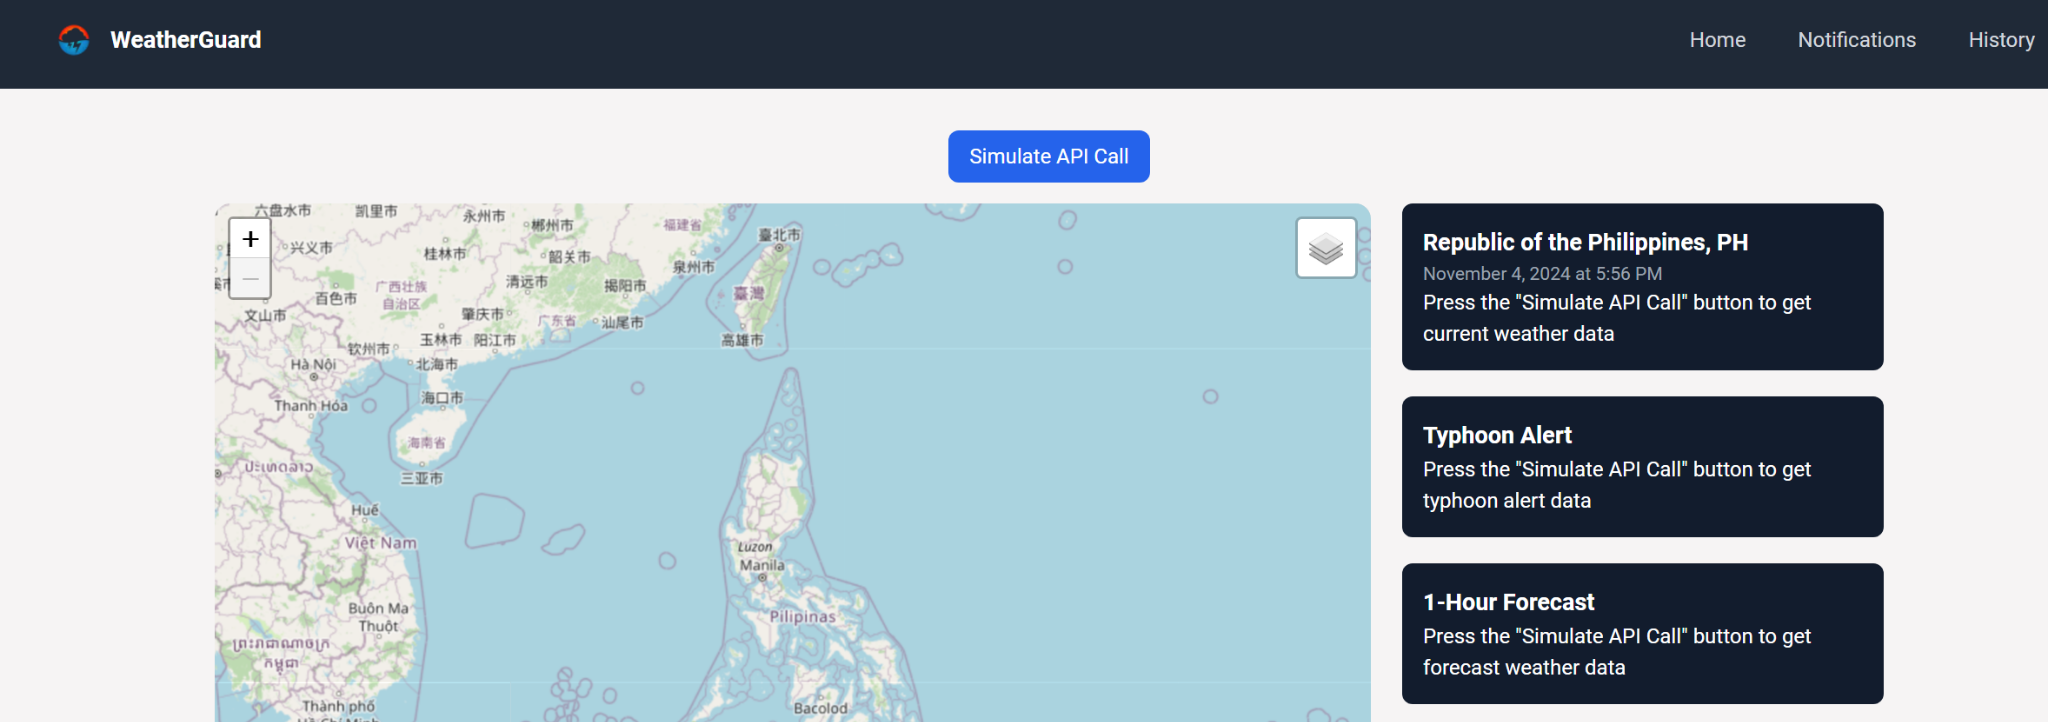 WeatherGuard
Home
Notifications
History
Simulate API Call
+
−
六盘水市
凯里市
永州市
郴州市
福建省
臺北市
兴义市
桂林市
韶关市
泉州市
清远市
揭阳市
广西壮族
自治区
百色市
臺灣
文山市
肇庆市
广东省
汕尾市
玉林市
阳江市
高雄市
钦州市
北海市
Hà Nội
海口市
Thanh Hóa
海南省
ປະເທດລາວ
三亚市
Huế
Việt Nam
Luzon
Manila
Buôn Ma
Thuột
Pilipinas
ព្រះរាជាណាចក្រ
កម្ពុជា
Thành phố
Hồ Chí Minh
Bacolod
Republic of the Philippines, PH
November 4, 2024 at 5:56 PM
Press the "Simulate API Call" button to get
current weather data
Typhoon Alert
Press the "Simulate API Call" button to get
typhoon alert data
1-Hour Forecast
Press the "Simulate API Call" button to get
forecast weather data